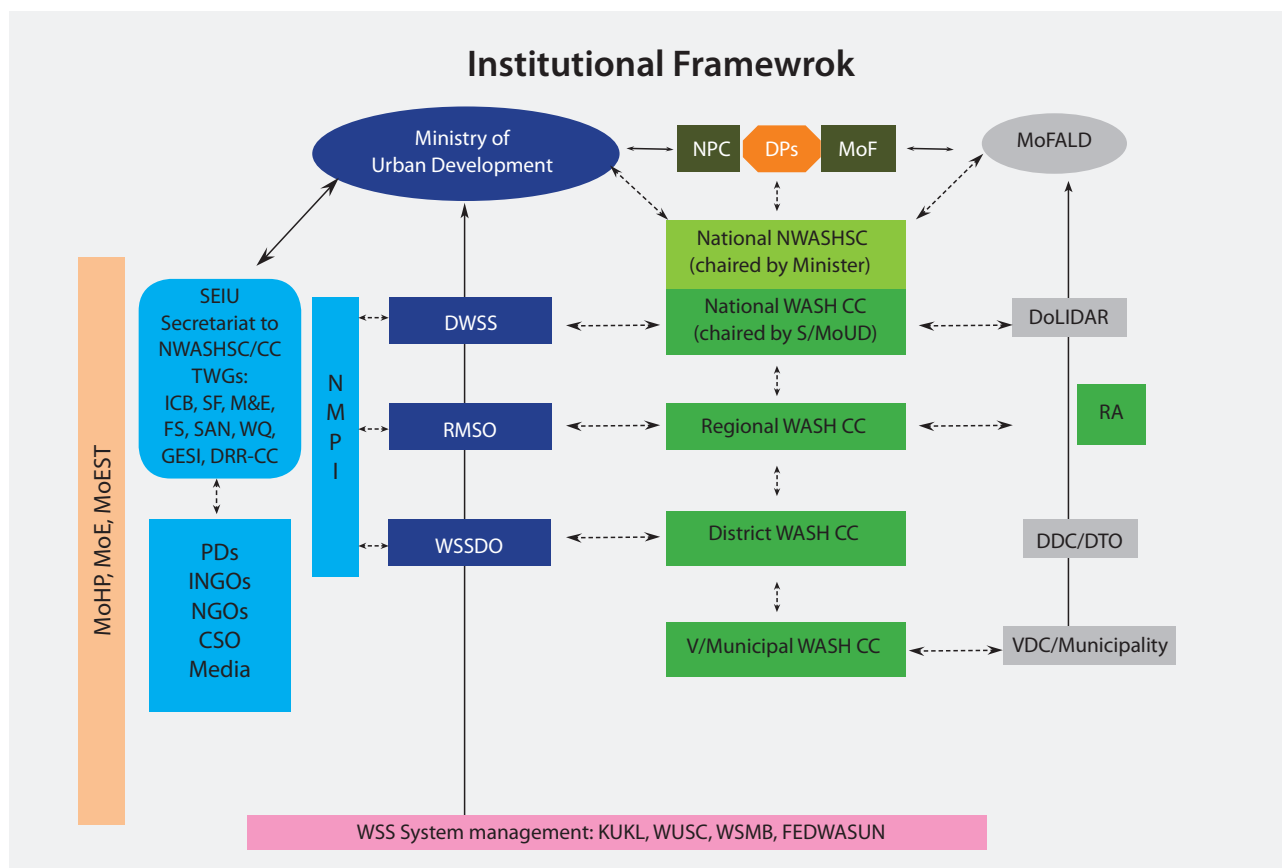 Institutional Framewrok
Ministry of
Urban Development
NPC
DPs
MoF
MoFALD
National NWASHSC
(chaired by Minister)
SEIU
Secretariat to
NWASHSC/CC
TWGs:
ICB, SF, M&E,
FS, SAN, WQ,
GESI, DRR-CC
N
M
P
I
DWSS
National WASH CC
(chaired by S/MoUD)
DoLIDAR
RMSO
Regional WASH CC
RA
MoHP, MoE, MoEST
PDs
INGOs
NGOs
CSO
Media
WSSDO
District WASH CC
DDC/DTO
V/Municipal WASH CC
VDC/Municipality
WSS System management: KUKL, WUSC, WSMB, FEDWASUN